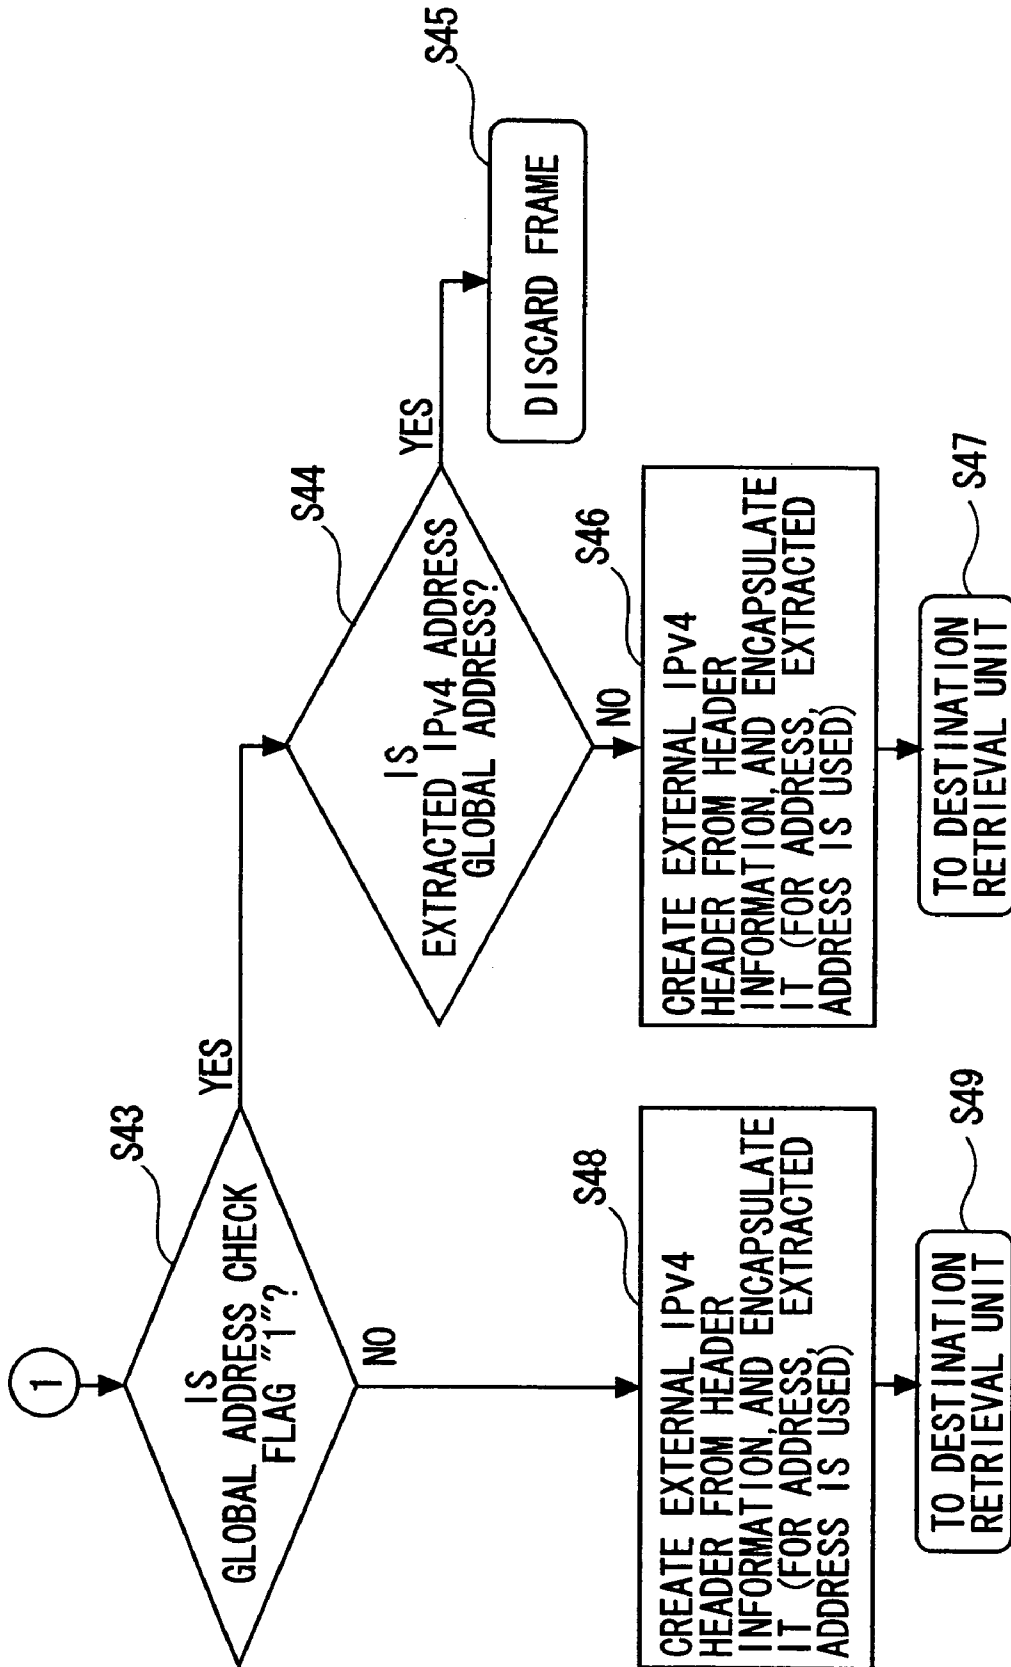 1
S43
IS
GLOBAL ADDRESS CHECK
FLAG "1"?
YES
NO
S44
IS
EXTRACTED IPv4 ADDRESS
GLOBAL ADDRESS?
YES
NO
S45
DISCARD FRAME
S46
CREATE EXTERNAL IPv4
HEADER FROM HEADER
INFORMATION, AND ENCAPSULATE
IT (FOR ADDRESS, EXTRACTED
ADDRESS IS USED)
S47
TO DESTINATION
RETRIEVAL UNIT
S48
CREATE EXTERNAL IPv4
HEADER FROM HEADER
INFORMATION, AND ENCAPSULATE
IT (FOR ADDRESS, EXTRACTED
ADDRESS IS USED)
S49
TO DESTINATION
RETRIEVAL UNIT